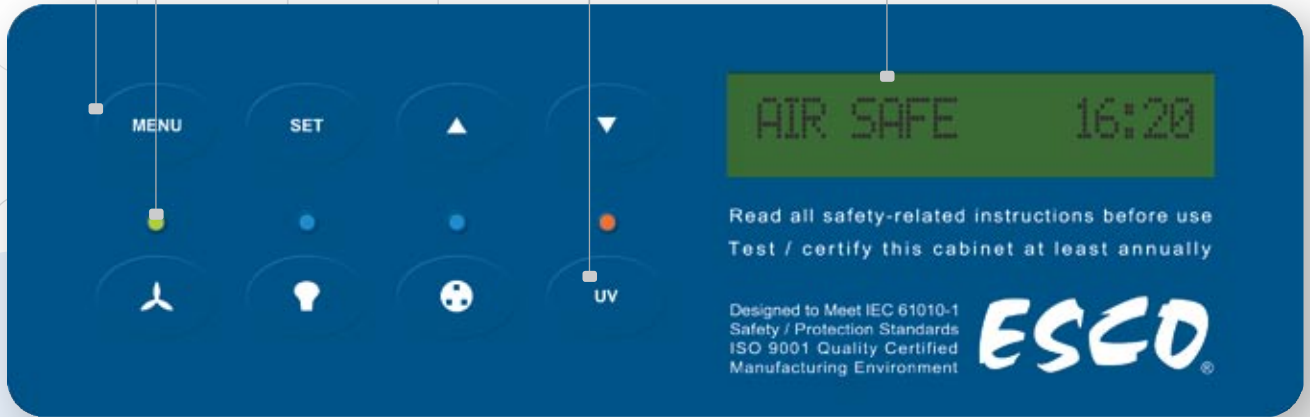 MENU SET ▲ ▼
UV
AIR SAFE 16:20
Read all safety-related instructions before use
Test / certify this cabinet at least annually
Designed to Meet IEC 61010-1
Safety / Protection Standards
ISO 9001 Quality Certified
Manufacturing Environment
ESCO®